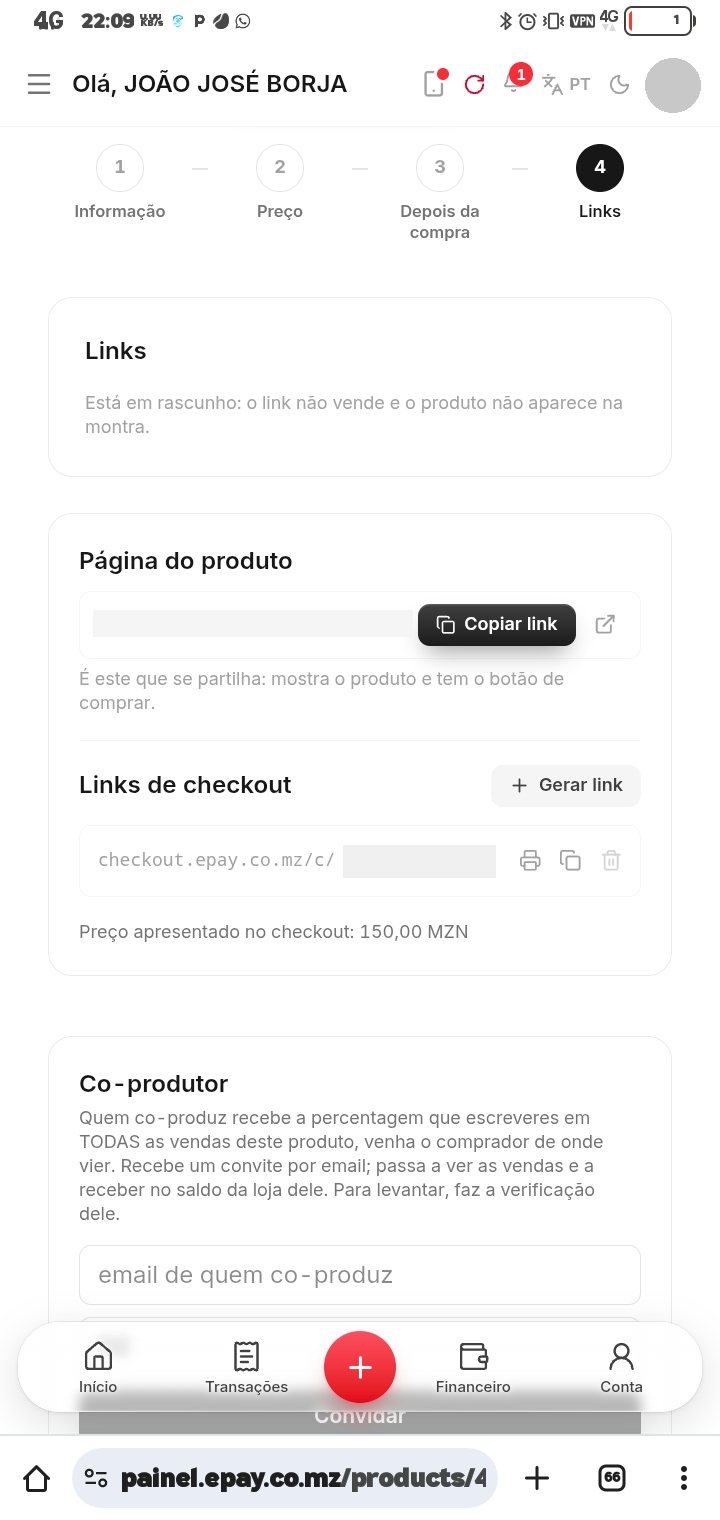 4G 22:09 KB/s P VPN 4G 1
Olá, JOÃO JOSÉ BORJA 1 PT
1 2 3 4
Informação Preço Depois da compra Links
Links
Está em rascunho: o link não vende e o produto não aparece na
montra.
Página do produto
Copiar link
É este que se partilha: mostra o produto e tem o botão de
comprar.
Links de checkout
Gerar link
checkout.epay.co.mz/c/
Preço apresentado no checkout: 150,00 MZN
Co-produtor
Quem co-produz recebe a percentagem que escreveres em
TODAS as vendas deste produto, venha o comprador de onde
vier. Recebe um convite por email; passa a ver as vendas e a
receber no saldo da loja dele. Para levantar, faz a verificação
dele.
email de quem co-produz
Início Transações Financeiro Conta
Convidar
painel.epay.co.mz/products/4 66